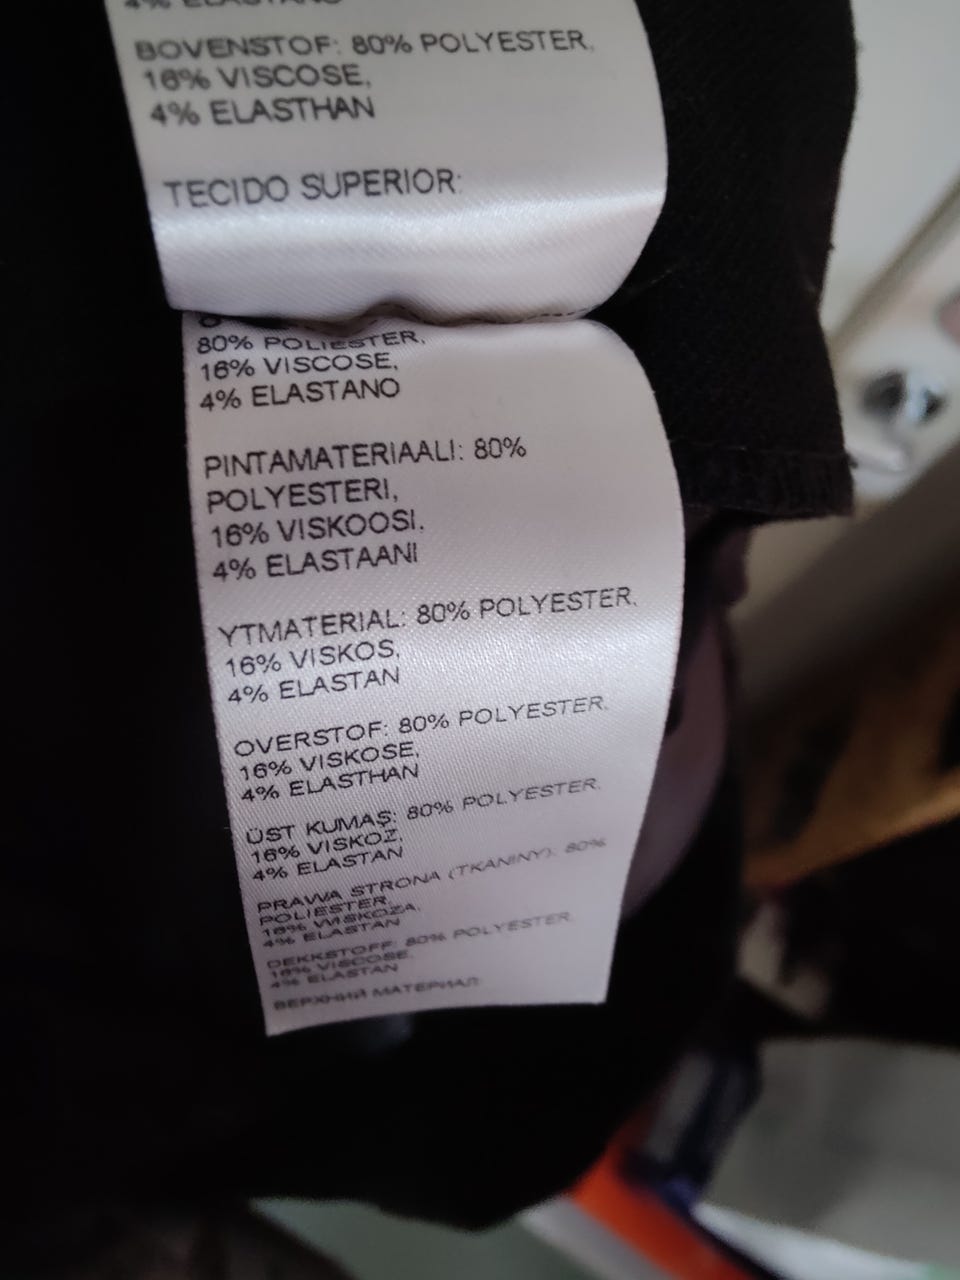 4% ELASTANO
BOVENSTOF: 80% POLYESTER,
16% VISCOSE,
4% ELASTHAN
TECIDO SUPERIOR:
80% POLIESTER,
16% VISCOSE,
4% ELASTANO
PINTAMATERIAALI: 80%
POLYESTERI,
16% VISKOOSI,
4% ELASTAANI
YTMATERIAL: 80% POLYESTER,
16% VISKOS,
4% ELASTAN
OVERSTOF: 80% POLYESTER,
16% VISKOSE,
4% ELASTHAN
ÜST KUMAŞ: 80% POLYESTER,
16% VISKOZ,
4% ELASTAN
PRAWA STRONA (TKANINY): 80%
POLIESTER,
16% WISKOZA,
4% ELASTAN
DEKKSTOFF: 80% POLYESTER,
16% VISCOSE,
4% ELASTAN
ВЕРХНИЙ МАТЕРИАЛ: